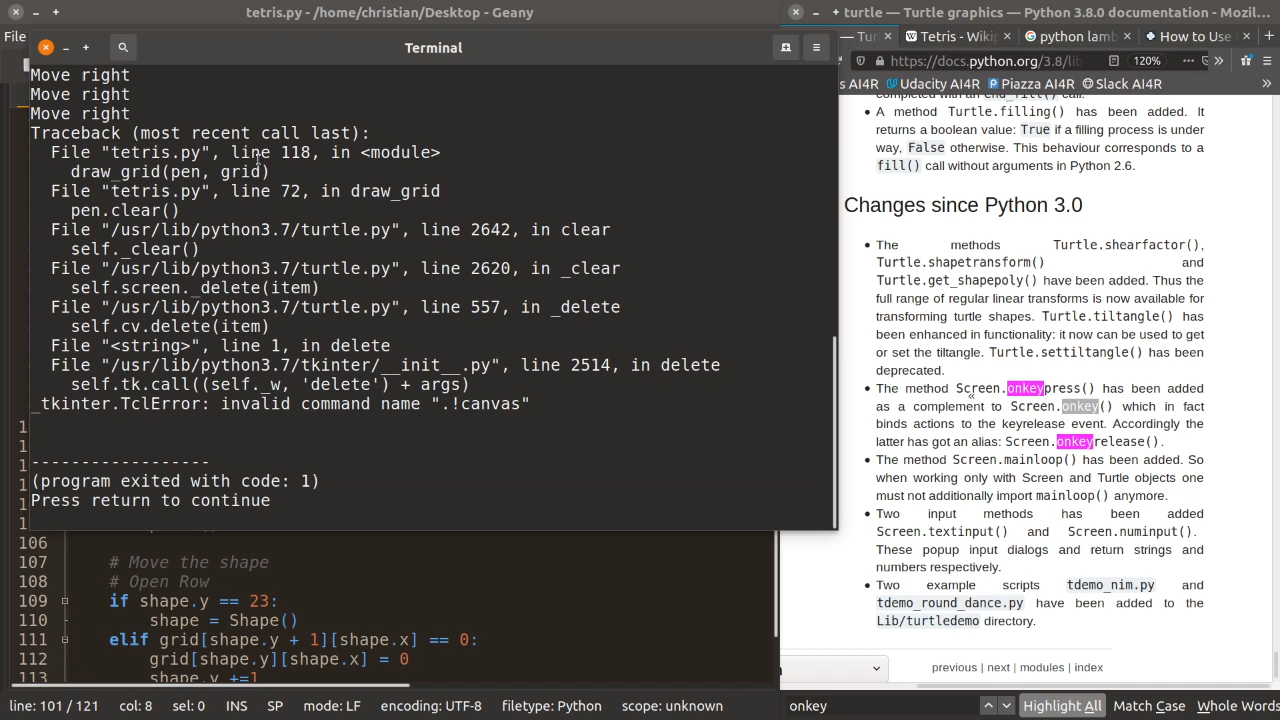 tetris.py - /home/christian/Desktop - Geany
File
Terminal
Move right
Move right
Move right
Traceback (most recent call last):
File "tetris.py", line 118, in <module>
draw_grid(pen, grid)
File "tetris.py", line 72, in draw_grid
pen.clear()
File "/usr/lib/python3.7/turtle.py", line 2642, in clear
self._clear()
File "/usr/lib/python3.7/turtle.py", line 2620, in _clear
self.screen._delete(item)
File "/usr/lib/python3.7/turtle.py", line 557, in _delete
self.cv.delete(item)
File "<string>", line 1, in delete
File "/usr/lib/python3.7/tkinter/__init__.py", line 2514, in delete
self.tk.call((self._w, 'delete') + args)
_tkinter.TclError: invalid command name ".!canvas"
------------------
(program exited with code: 1)
Press return to continue
106
107 # Move the shape
108 # Open Row
109 if shape.y == 23:
110 shape = Shape()
111 elif grid[shape.y + 1][shape.x] == 0:
112 grid[shape.y][shape.x] = 0
113 shape.y +=1
line: 101 / 121 col: 8 sel: 0 INS SP mode: LF encoding: UTF-8 filetype: Python scope: unknown
turtle — Turtle graphics — Python 3.8.0 documentation - Mozil...
— Tur Tetris - Wikip python lamb How to Use
https://docs.python.org/3.8/lib 120%
AI4R Udacity AI4R Piazza AI4R Slack AI4R
completed with an end_fill() call.
A method Turtle.filling() has been added. It
returns a boolean value: True if a filling process is under
way, False otherwise. This behaviour corresponds to a
fill() call without arguments in Python 2.6.
Changes since Python 3.0
The methods Turtle.shearfactor(),
Turtle.shapetransform() and
Turtle.get_shapepoly() have been added. Thus the
full range of regular linear transforms is now available for
transforming turtle shapes. Turtle.tiltangle() has
been enhanced in functionality: it now can be used to get
or set the tiltangle. Turtle.settiltangle() has been
deprecated.
The method Screen.onkeypress() has been added
as a complement to Screen.onkey() which in fact
binds actions to the keyrelease event. Accordingly the
latter has got an alias: Screen.onkeyrelease().
The method Screen.mainloop() has been added. So
when working only with Screen and Turtle objects one
must not additionally import mainloop() anymore.
Two input methods has been added
Screen.textinput() and Screen.numinput().
These popup input dialogs and return strings and
numbers respectively.
Two example scripts tdemo_nim.py and
tdemo_round_dance.py have been added to the
Lib/turtledemo directory.
previous | next | modules | index
onkey Highlight All Match Case Whole Words